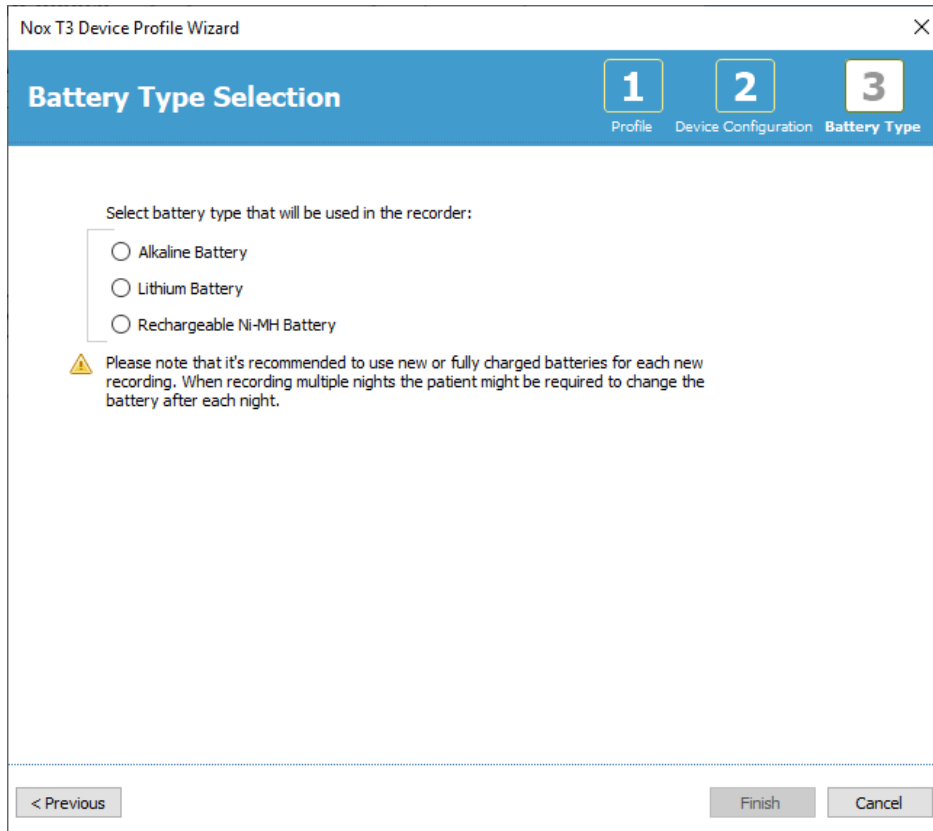 Nox T3 Device Profile Wizard
Battery Type Selection
1
Profile
2
Device Configuration
3
Battery Type
Select battery type that will be used in the recorder:
Alkaline Battery
Lithium Battery
Rechargeable Ni-MH Battery
Please note that it's recommended to use new or fully charged batteries for each new
recording. When recording multiple nights the patient might be required to change the
battery after each night.
< Previous
Finish
Cancel